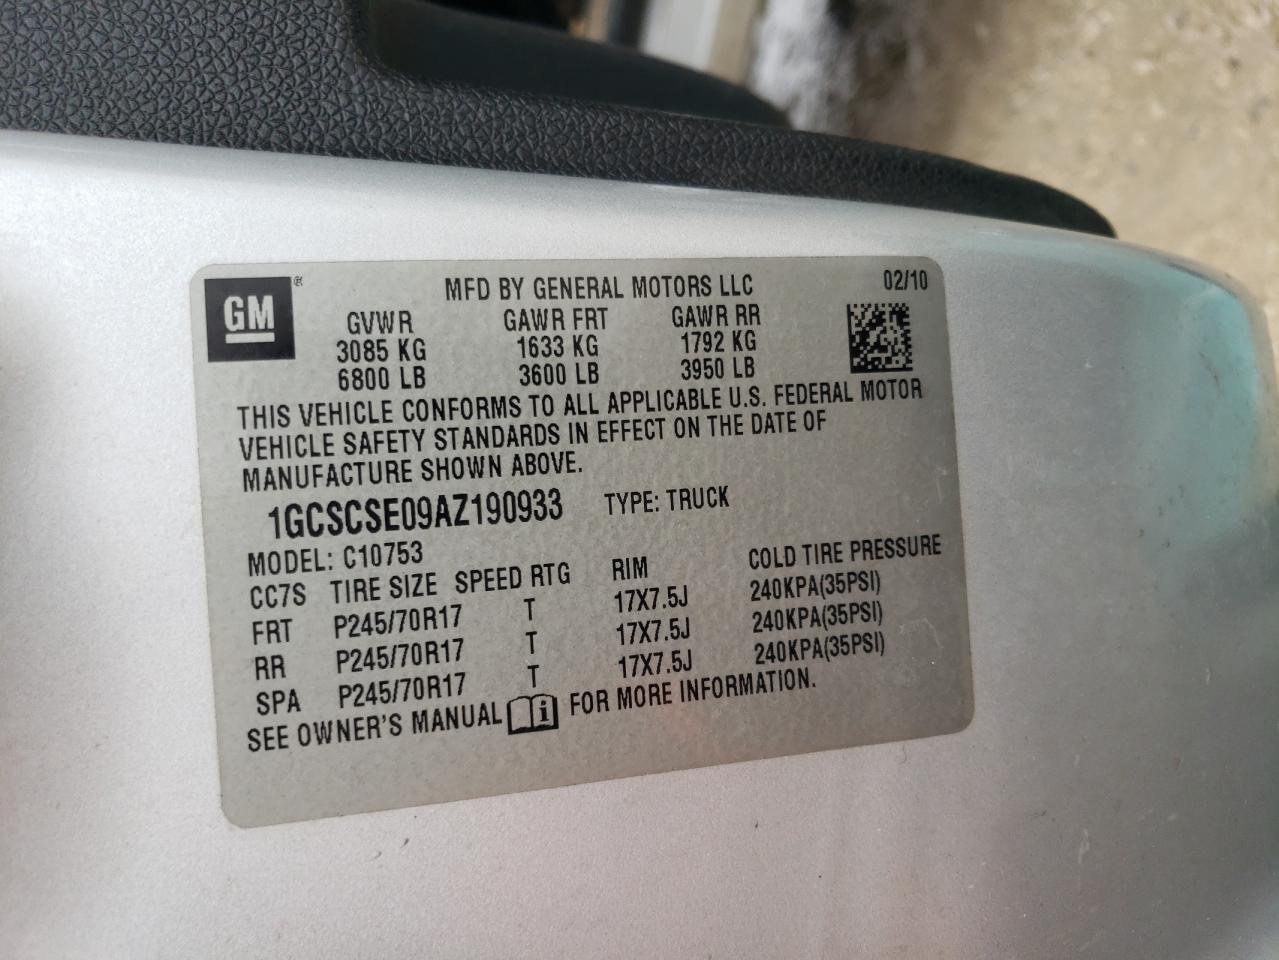 GM ®
MFD BY GENERAL MOTORS LLC 02/10
GVWR GAWR FRT GAWR RR
3085 KG 1633 KG 1792 KG
6800 LB 3600 LB 3950 LB
THIS VEHICLE CONFORMS TO ALL APPLICABLE U.S. FEDERAL MOTOR
VEHICLE SAFETY STANDARDS IN EFFECT ON THE DATE OF
MANUFACTURE SHOWN ABOVE.
1GCSCSE09AZ190933 TYPE: TRUCK
MODEL: C10753
CC7S TIRE SIZE SPEED RTG RIM COLD TIRE PRESSURE
FRT P245/70R17 T 17X7.5J 240KPA(35PSI)
RR P245/70R17 T 17X7.5J 240KPA(35PSI)
SPA P245/70R17 T 17X7.5J 240KPA(35PSI)
SEE OWNER'S MANUAL i FOR MORE INFORMATION.